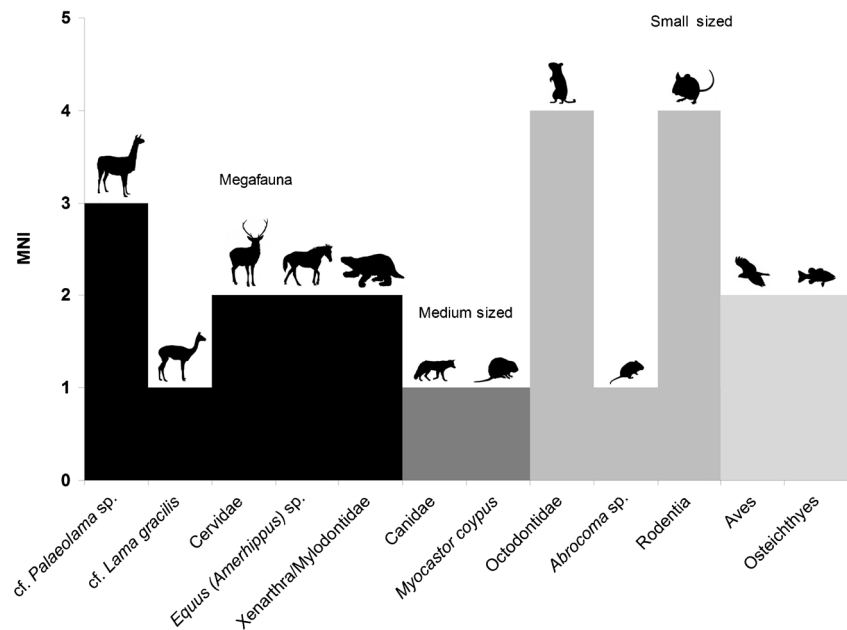 Small sized
5
4
Megafauna
3
MNI
2
Medium sized
1
0
cf. Palaeolama sp.
cf. Lama gracilis
Cervidae
Equus (Amerhippus) sp.
Xenarthra/Mylodontidae
Canidae
Myocastor coypus
Octodontidae
Abrocoma sp.
Rodentia
Aves
Osteichthyes